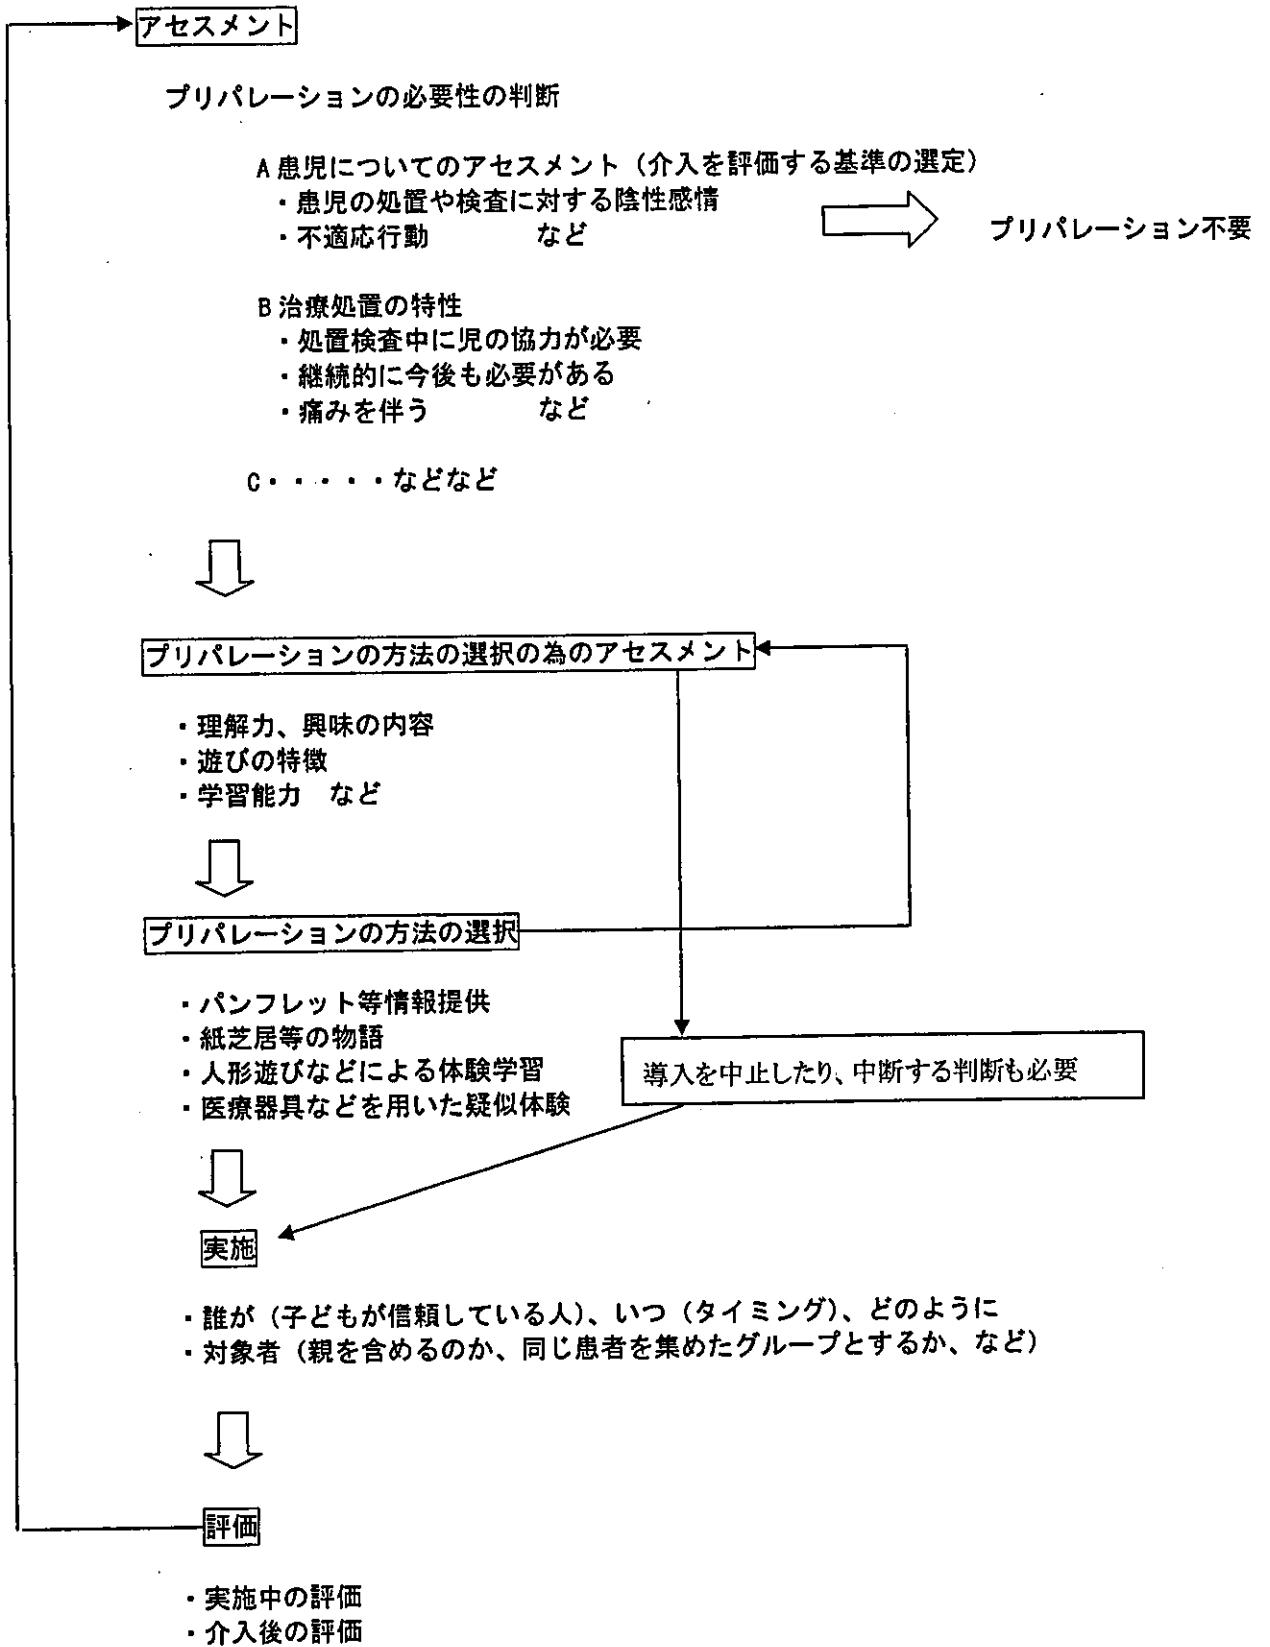 アセスメント
プリパレーションの必要性の判断
A 患児についてのアセスメント（介入を評価する基準の選定）
・患児の処置や検査に対する陰性感情
・不適応行動　　　　など
プリパレーション不要
B 治療処置の特性
・処置検査中に児の協力が必要
・継続的に今後も必要がある
・痛みを伴う　　　　など
C・・・・・などなど
プリパレーションの方法の選択の為のアセスメント
・理解力、興味の内容
・遊びの特徴
・学習能力　など
プリパレーションの方法の選択
・パンフレット等情報提供
・紙芝居等の物語
・人形遊びなどによる体験学習
・医療器具などを用いた疑似体験
導入を中止したり、中断する判断も必要
実施
・誰が（子どもが信頼している人）、いつ（タイミング）、どのように
・対象者（親を含めるのか、同じ患者を集めたグループとするか、など）
評価
・実施中の評価
・介入後の評価